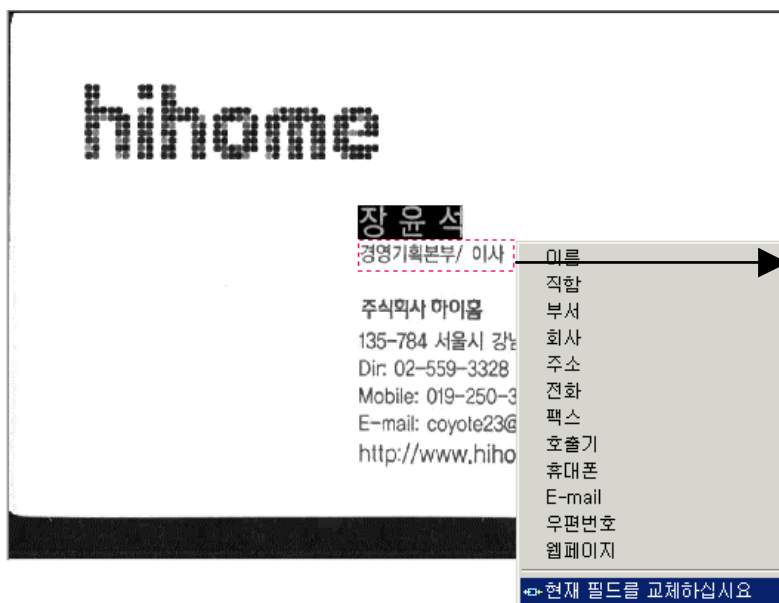 hihome
장 윤 석
경영기획본부/ 이사
주식회사 하이홈
135-784 서울시
Dir: 02-559-3328
Mobile: 019-250-3
E-mail: coyote23@
http://www.hiho
이름
직함
부서
회사
주소
전화
팩스
호출기
휴대폰
E-mail
우편번호
웹페이지
현재 필드를 교체하십시요